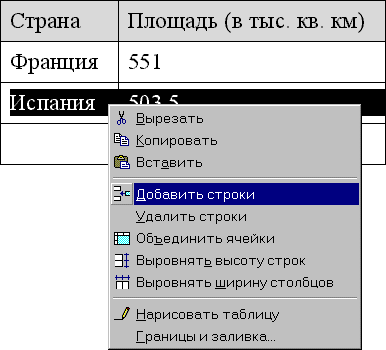 Страна Площадь (в тыс. кв. км)
Франция 551
Испания 503,5
Вырезать
Копировать
Вставить
Добавить строки
Удалить строки
Объединить ячейки
Выровнять высоту строк
Выровнять ширину столбцов
Нарисовать таблицу
Границы и заливка...